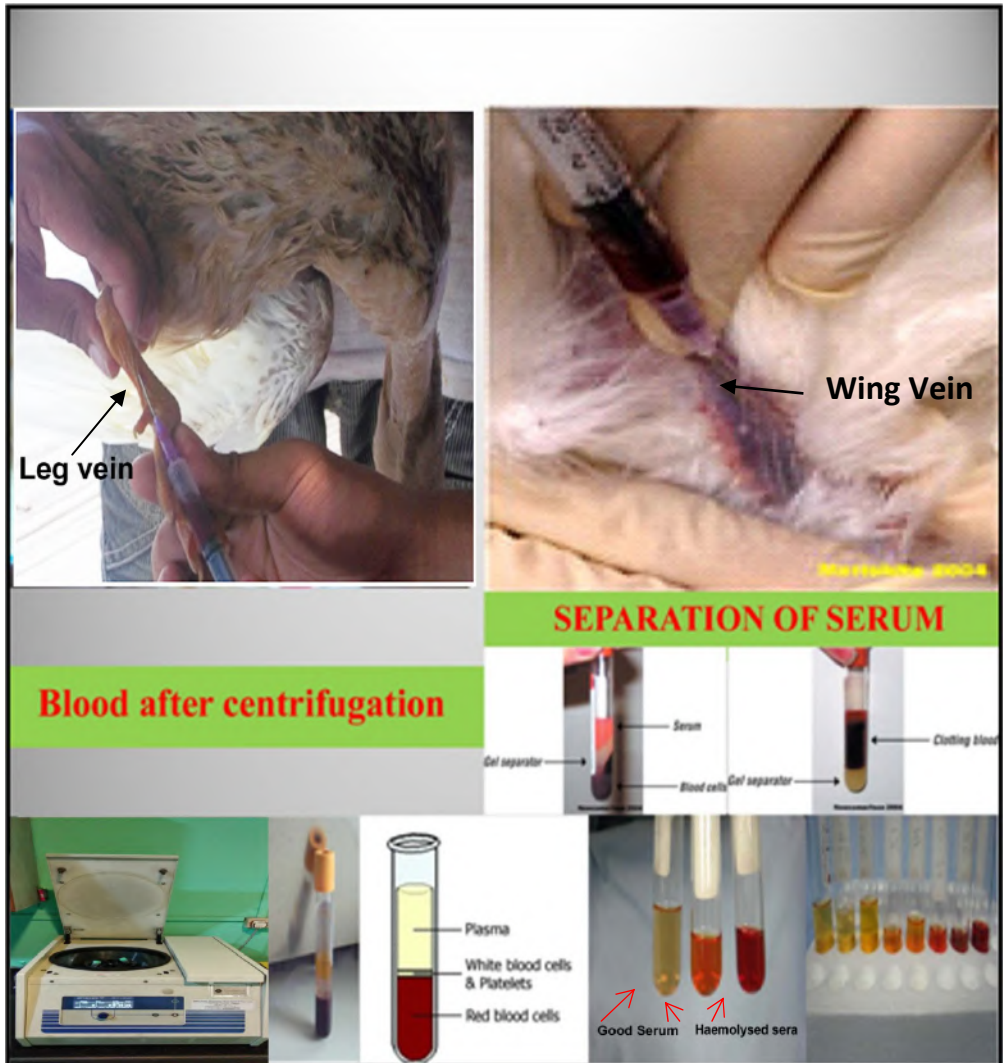 Leg vein
Wing Vein
SEPARATION OF SERUM
Blood after centrifugation
Serum
Gel separator
Blood cells
Clotting blood
Gel separator
Plasma
White blood cells
& Platelets
Red blood cells
Good Serum
Haemolysed sera